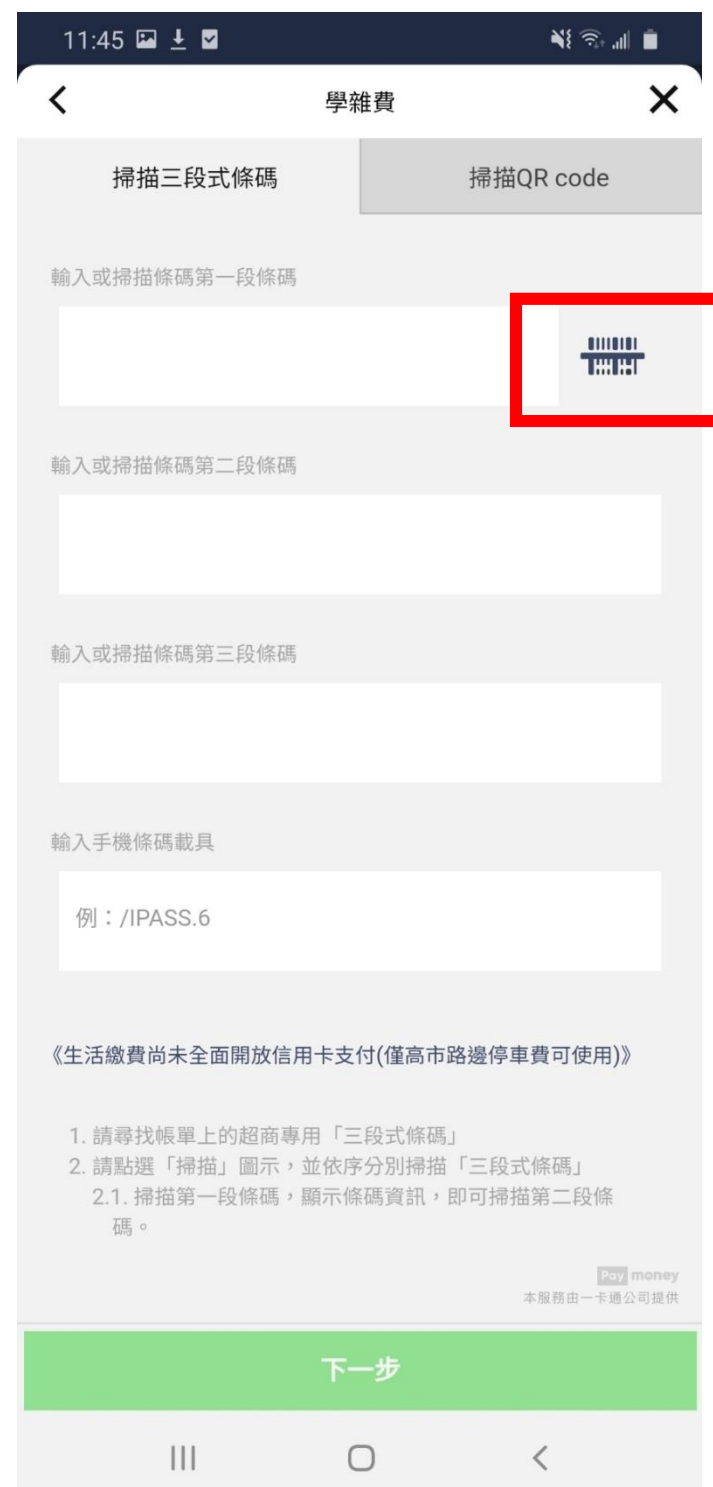 11:45
學雜費
掃描三段式條碼
掃描QR code
輸入或掃描條碼第一段條碼
輸入或掃描條碼第二段條碼
輸入或掃描條碼第三段條碼
輸入手機條碼載具
例：/IPASS.6
《生活繳費尚未全面開放信用卡支付(僅高市路邊停車費可使用)》
1. 請尋找帳單上的超商專用「三段式條碼」
2. 請點選「掃描」圖示，並依序分別掃描「三段式條碼」
2.1. 掃描第一段條碼，顯示條碼資訊，即可掃描第二段條
碼。
Pay money
本服務由一卡通公司提供
下一步